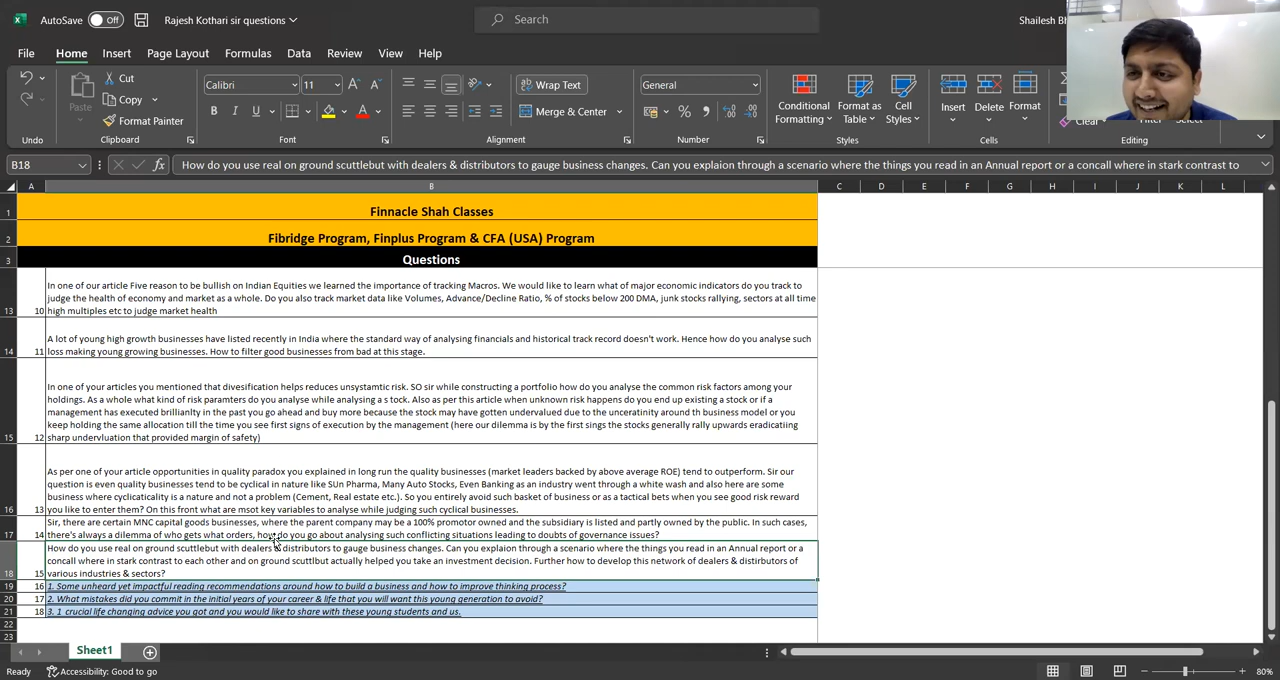 AutoSave Off Rajesh Kothari sir questions Search Shailesh
File Home Insert Page Layout Formulas Data Review View Help
Cut Calibri 11 Wrap Text General
Paste Copy Conditional Format as Cell Insert Delete Format
Format Painter B I U Merge & Center Formatting Table Styles Clear
Undo Clipboard Font Alignment Number Styles Cells Editing
B18 fx How do you use real on ground scuttlebut with dealers & distributors to gauge business changes. Can you explaion through a scenario where the things you read in an Annual report or a concall where in stark contrast to
A B C D E F G H I J K L
1 Finnacle Shah Classes
2 Fibridge Program, Finplus Program & CFA (USA) Program
3 Questions
In one of our article Five reason to be bullish on Indian Equities we learned the importance of tracking Macros. We would like to learn what of major economic indicators do you track to
judge the health of economy and market as a whole. Do you also track market data like Volumes, Advance/Decline Ratio, % of stocks below 200 DMA, junk stocks rallying, sectors at all time
13 10 high multiples etc to judge market health
A lot of young high growth businesses have listed recently in India where the standard way of analysing financials and historical track record doesn't work. Hence how do you analyse such
14 11 loss making young growing businesses. How to filter good businesses from bad at this stage.
In one of your articles you mentioned that divesification helps reduces unsystamtic risk. SO sir while constructing a portfolio how do you analyse the common risk factors among your
holdings. As a whole what kind of risk paramters do you analyse while analysing a s tock. Also as per this article when unknown risk happens do you end up existing a stock or if a
management has executed brillianlty in the past you go ahead and buy more because the stock may have gotten undervalued due to the unceratinity around th business model or you
keep holding the same allocation till the time you see first signs of execution by the management (here our dilemma is by the first sings the stocks generally rally upwards eradicatiing
15 12 sharp undervluation that provided margin of safety)
As per one of your article opportunities in quality paradox you explained in long run the quality businesses (market leaders backed by above average ROE) tend to outperform. Sir our
question is even quality businesses tend to be cyclical in nature like SUn Pharma, Many Auto Stocks, Even Banking as an industry went through a white wash and also here are some
business where cyclicaticality is a nature and not a problem (Cement, Real estate etc.). So you entirely avoid such basket of business or as a tactical bets when you see good risk reward
16 13 you like to enter them? On this front what are msot key variables to analyse while judging such cyclical businesses.
Sir, there are certain MNC capital goods businesses, where the parent company may be a 100% promotor owned and the subsidiary is listed and partly owned by the public. In such cases,
17 14 there's always a dilemma of who gets what orders, how do you go about analysing such conflicting situations leading to doubts of governance issues?
How do you use real on ground scuttlebut with dealers & distributors to gauge business changes. Can you explaion through a scenario where the things you read in an Annual report or a
concall where in stark contrast to each other and on ground scuttlbut actually helped you take an investment decision. Further how to develop this network of dealers & distirbutors of
18 15 various industries & sectors?
19 16 1. Some unheard yet impactful reading recommendations around how to build a business and how to improve thinking process?
20 17 2. What mistakes did you commit in the initial years of your career & life that you will want this young generation to avoid?
21 18 3. 1 crucial life changing advice you got and you would like to share with these young students and us.
22
23
Sheet1
Ready Accessibility: Good to go 80%